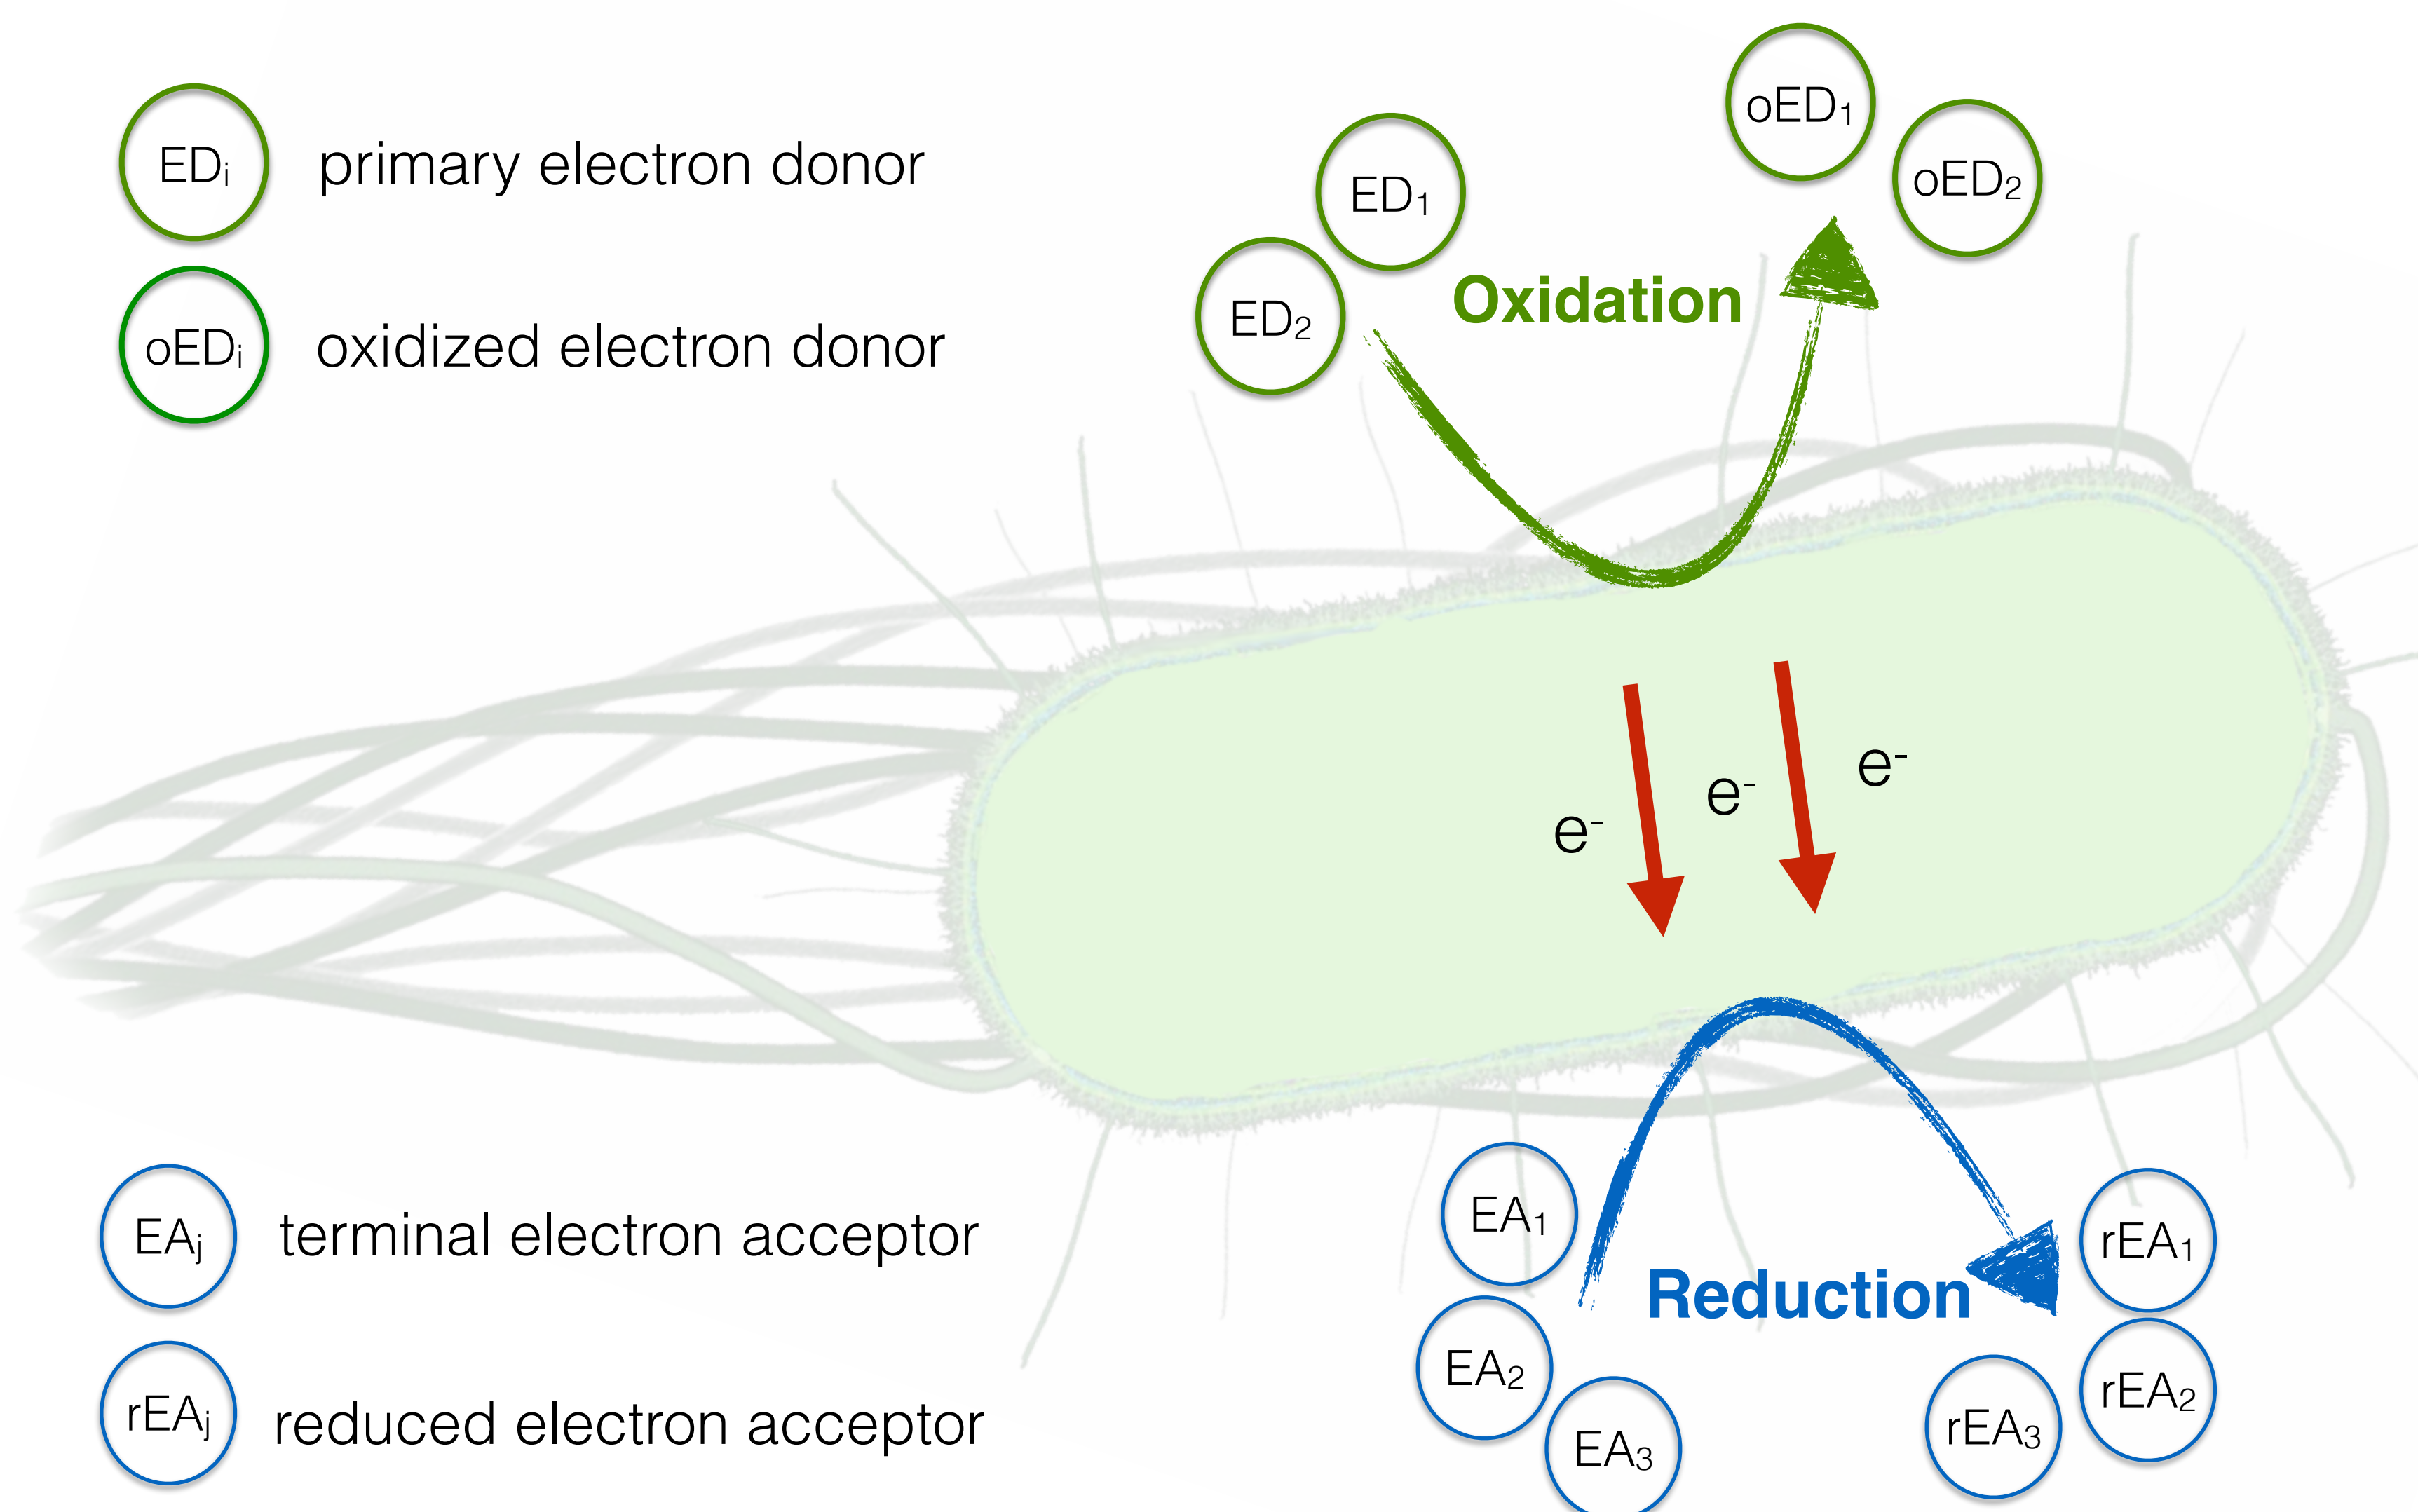 EDᵢ primary electron donor
oEDᵢ oxidized electron donor
ED₁
ED₂
Oxidation
oED₁
oED₂
e⁻
e⁻
e⁻
EAⱼ terminal electron acceptor
rEAⱼ reduced electron acceptor
EA₁
EA₂
EA₃
Reduction
rEA₁
rEA₂
rEA₃